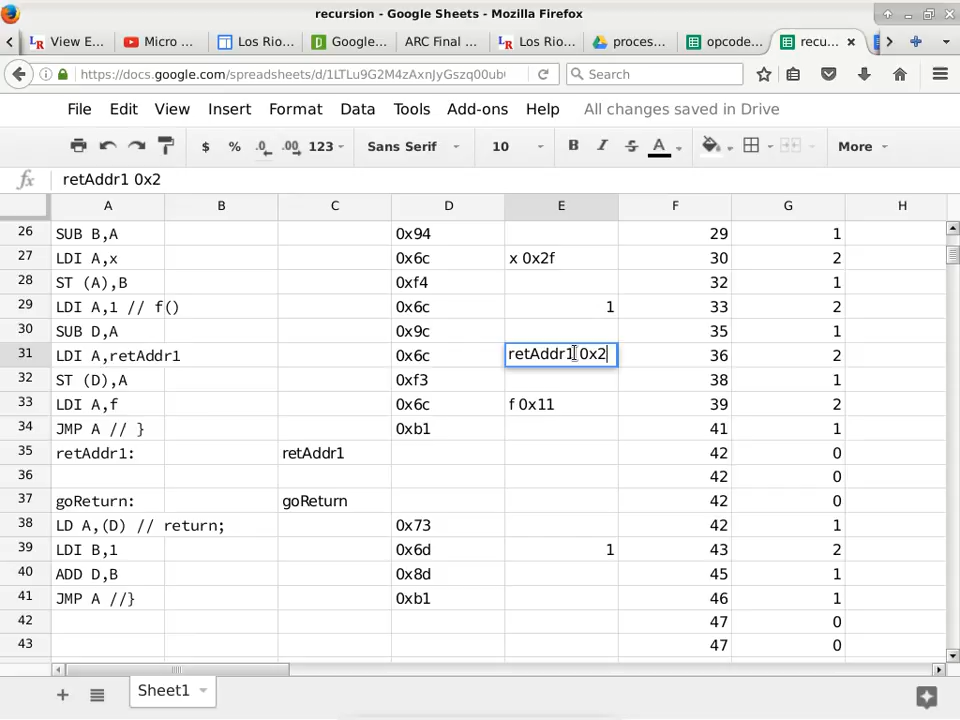 recursion - Google Sheets - Mozilla Firefox
View E... Micro ... Los Rio... Google... ARC Final ... Los Rio... proces... opcode... recu...
https://docs.google.com/spreadsheets/d/1LTLu9G2M4zAxnJyGszq00ub Search
File Edit View Insert Format Data Tools Add-ons Help All changes saved in Drive
$ % .0 .00 123 Sans Serif 10 B I S A More
fx retAddr1 0x2
A B C D E F G H
26 SUB B,A 0x94 29 1
27 LDI A,x 0x6c x 0x2f 30 2
28 ST (A),B 0xf4 32 1
29 LDI A,1 // f() 0x6c 1 33 2
30 SUB D,A 0x9c 35 1
31 LDI A,retAddr1 0x6c retAddr1 0x2 36 2
32 ST (D),A 0xf3 38 1
33 LDI A,f 0x6c f 0x11 39 2
34 JMP A // } 0xb1 41 1
35 retAddr1: retAddr1 42 0
36 42 0
37 goReturn: goReturn 42 0
38 LD A,(D) // return; 0x73 42 1
39 LDI B,1 0x6d 1 43 2
40 ADD D,B 0x8d 45 1
41 JMP A //} 0xb1 46 1
42 47 0
43 47 0
Sheet1